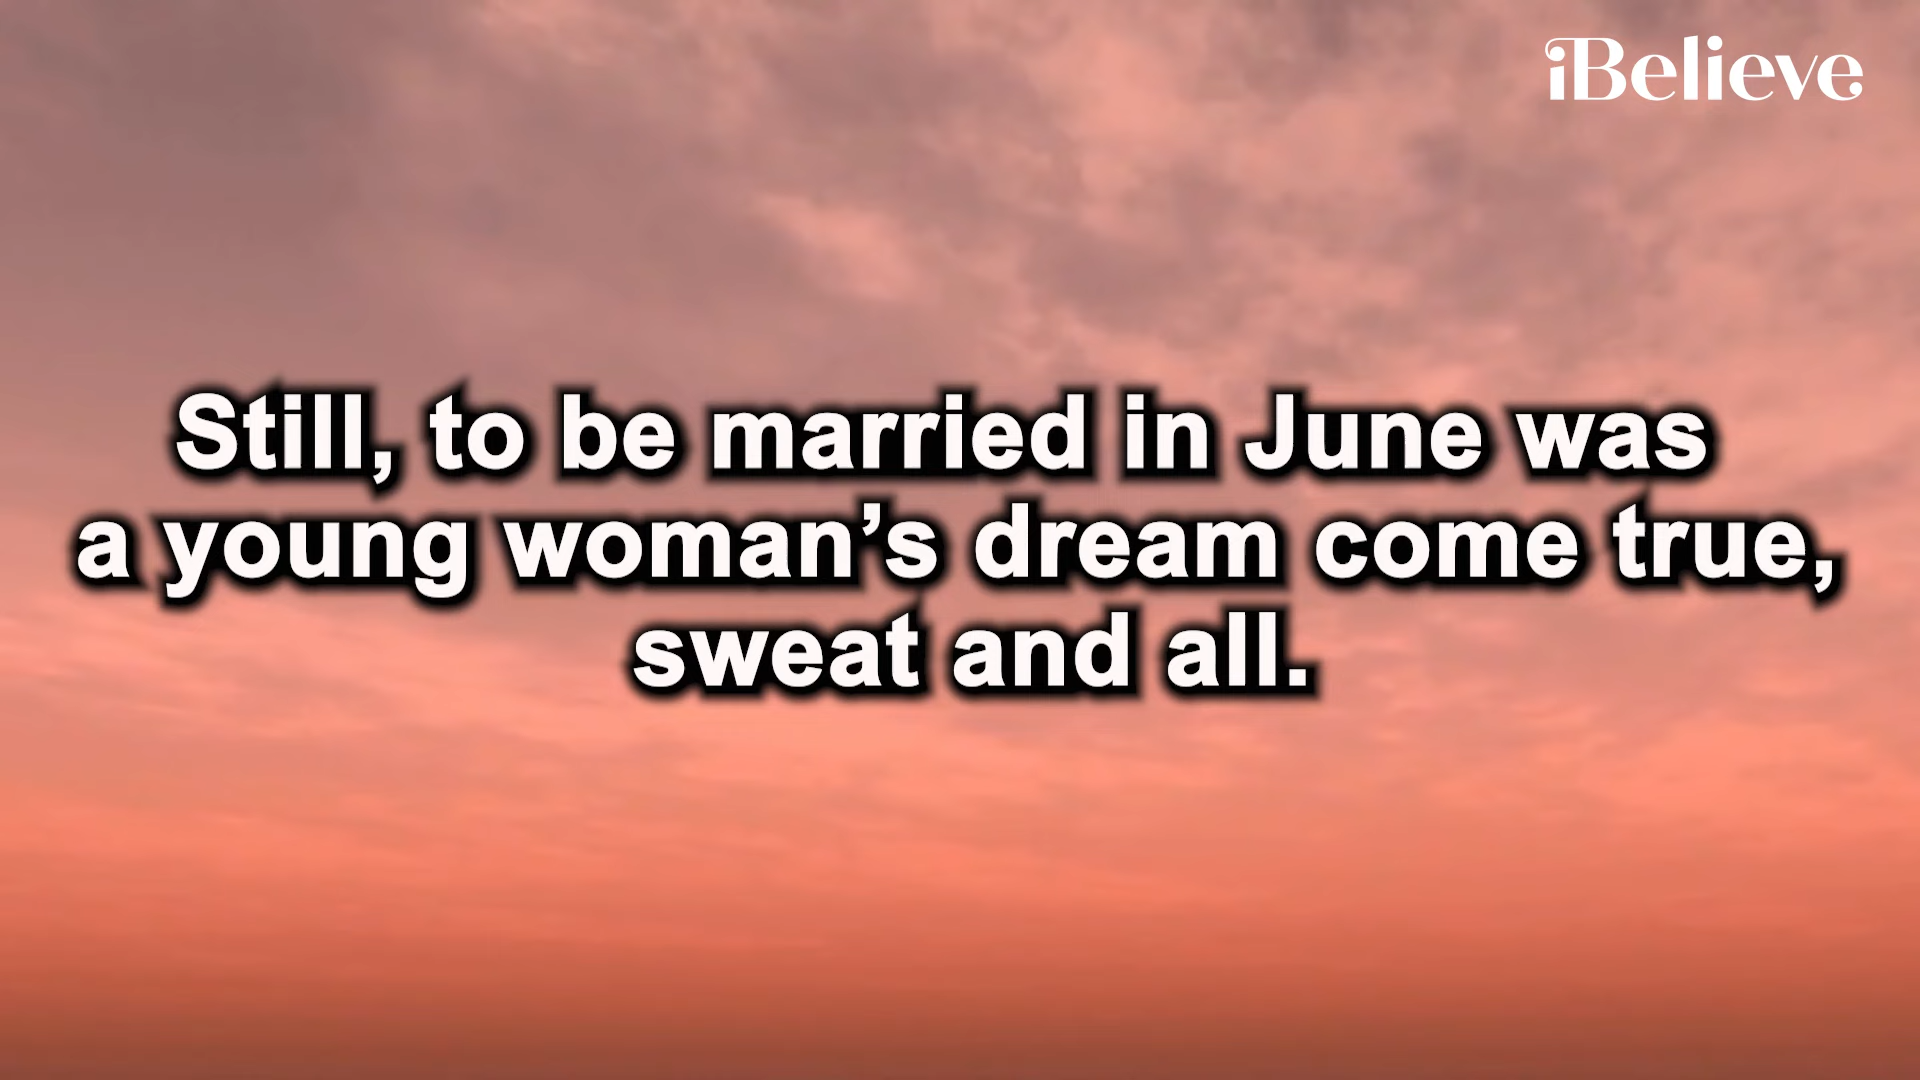 iBelieve
Still, to be married in June was
a young woman’s dream come true,
sweat and all.